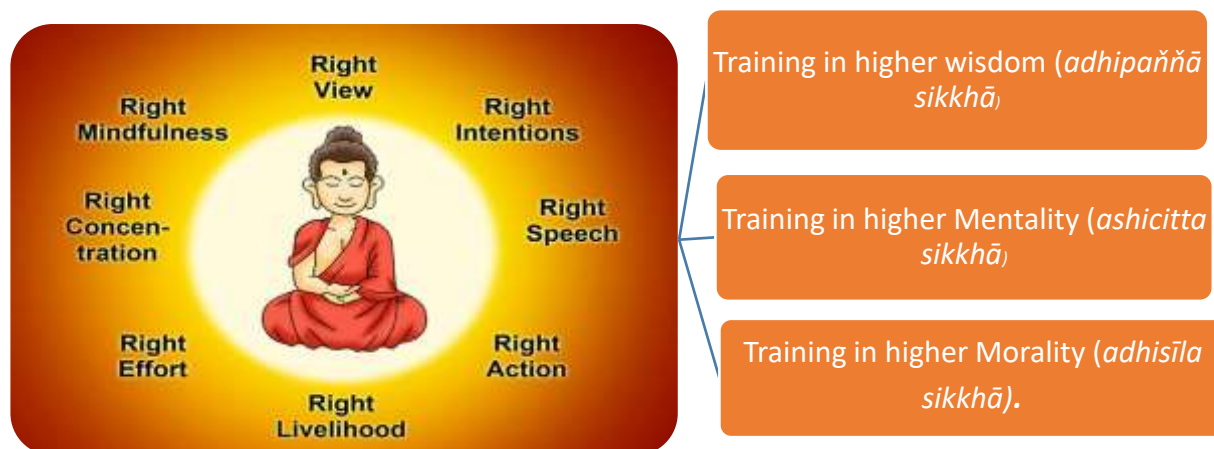 Right
View
Right
Mindfulness
Right
Intentions
Right
Concen-
tration
Right
Speech
Right
Effort
Right
Action
Right
Livelihood
Training in higher wisdom (adhipaňňā
sikkhā)
Training in higher Mentality (ashicitta
sikkhā)
Training in higher Morality (adhisīla
sikkhā).